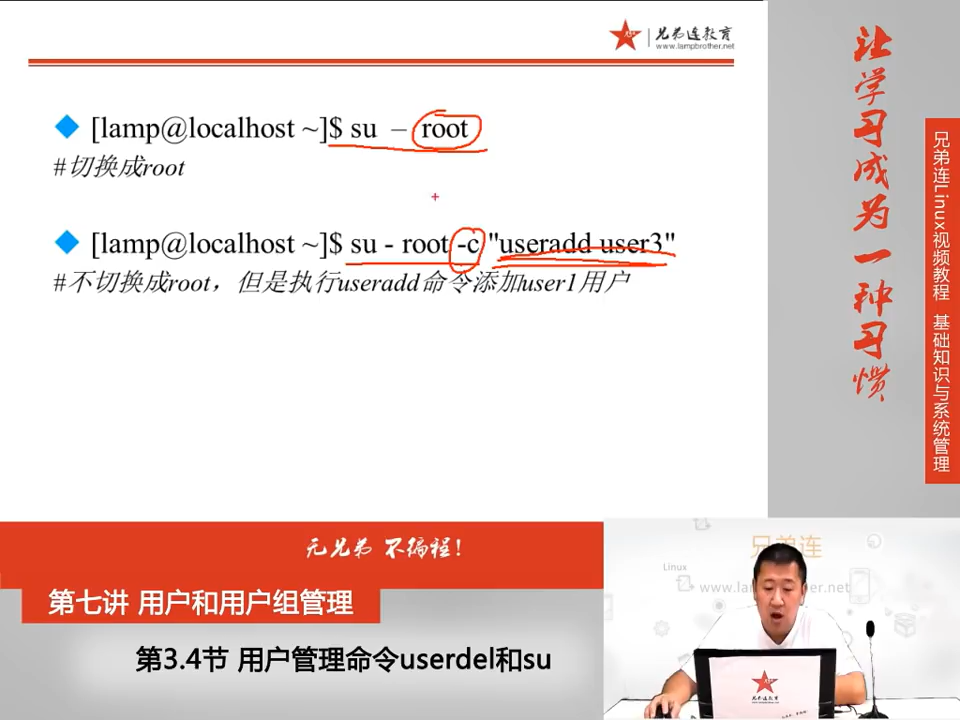 兄弟连教育
www.lampbrother.net
[lamp@localhost ~]$ su – root
#切换成root
[lamp@localhost ~]$ su - root -c "useradd user3"
#不切换成root，但是执行useradd命令添加user1用户
让学习成为一种习惯
兄弟连Linux视频教程 基础知识与系统管理
无兄弟 不编程！
第七讲 用户和用户组管理
第3.4节 用户管理命令userdel和su
兄弟连
Linux
兄弟连教育